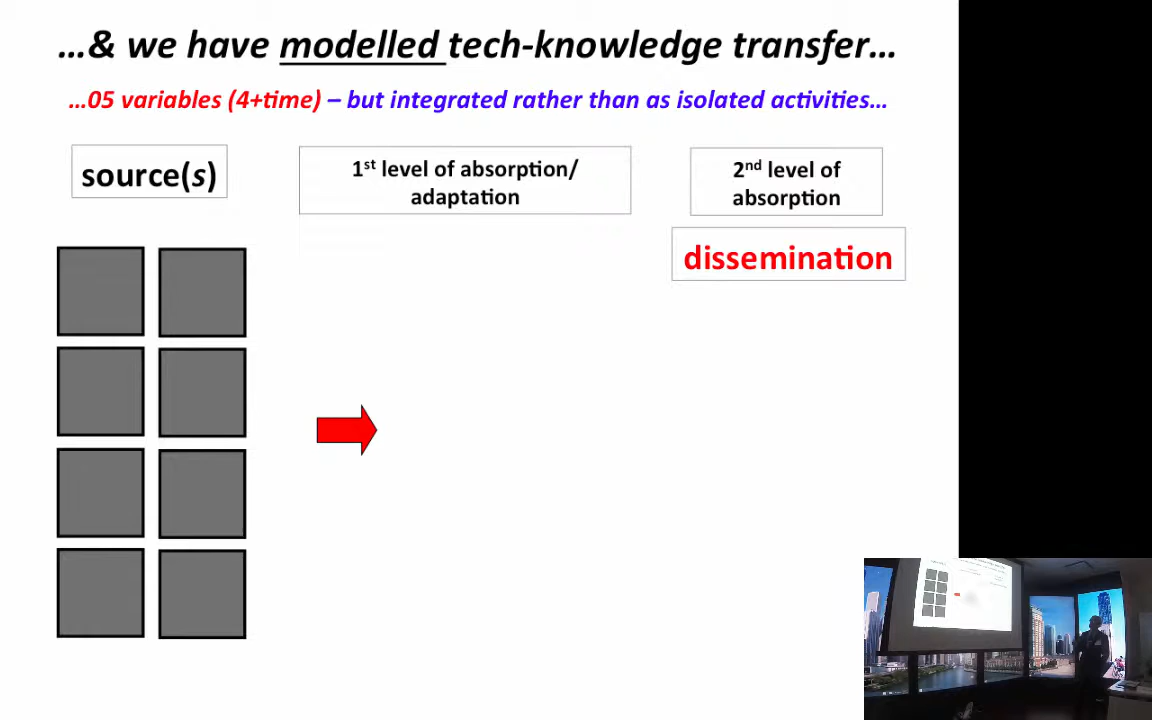 …& we have modelled tech-knowledge transfer…
…05 variables (4+time) – but integrated rather than as isolated activities…
source(s)
1st level of absorption/
adaptation
2nd level of
absorption
dissemination